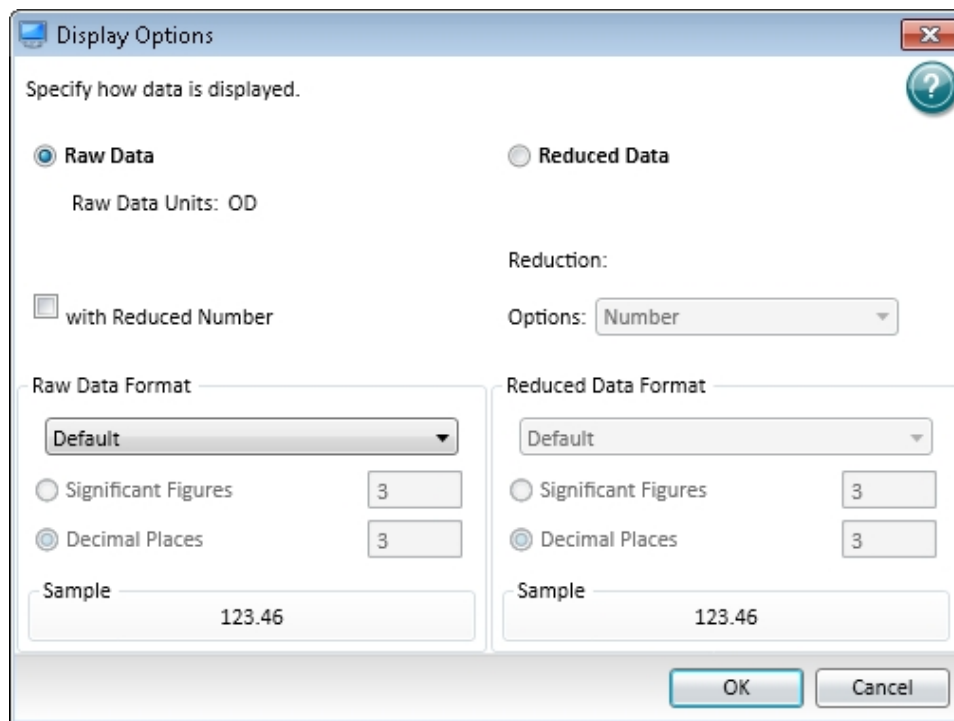 Display Options
Specify how data is displayed.
?
Raw Data
Raw Data Units: OD
with Reduced Number
Reduced Data
Reduction:
Options: Number
Raw Data Format
Default
Significant Figures 3
Decimal Places 3
Sample
123.46
Reduced Data Format
Default
Significant Figures 3
Decimal Places 3
Sample
123.46
OK Cancel